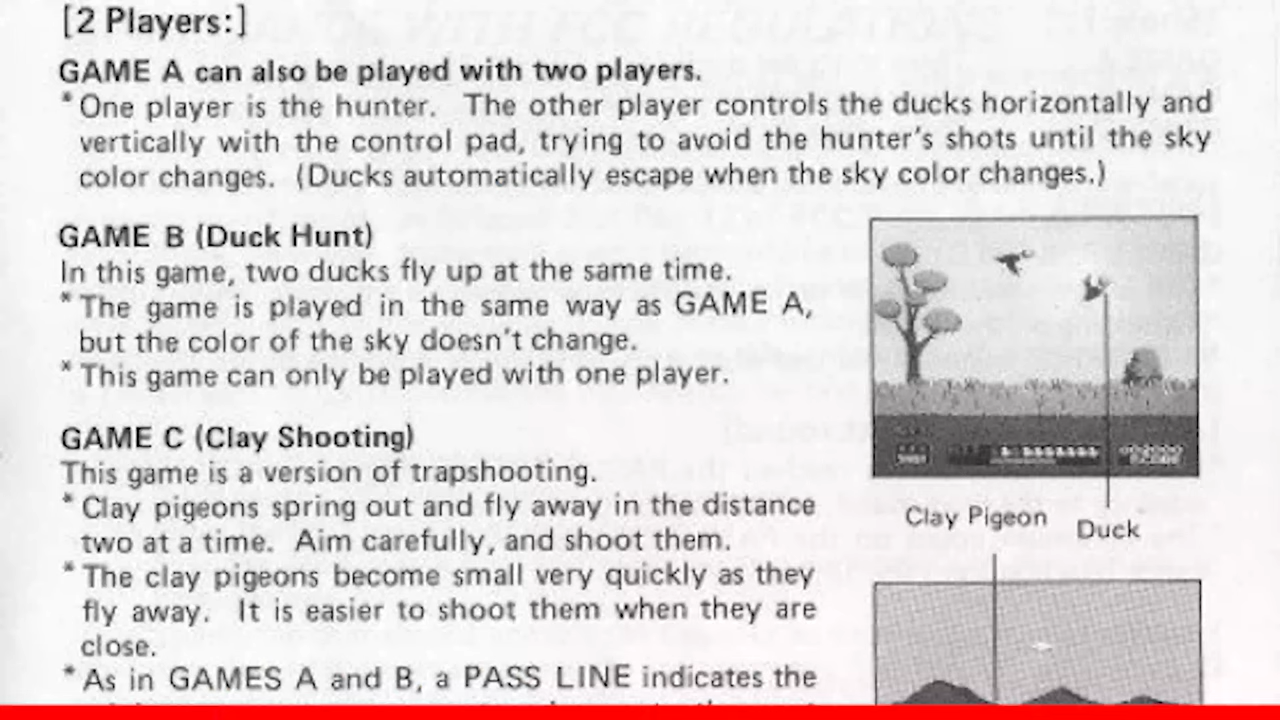 [2 Players:]
GAME A can also be played with two players.
*One player is the hunter. The other player controls the ducks horizontally and
vertically with the control pad, trying to avoid the hunter's shots until the sky
color changes. (Ducks automatically escape when the sky color changes.)
GAME B (Duck Hunt)
In this game, two ducks fly up at the same time.
*The game is played in the same way as GAME A,
but the color of the sky doesn't change.
*This game can only be played with one player.
GAME C (Clay Shooting)
This game is a version of trapshooting.
*Clay pigeons spring out and fly away in the distance
two at a time. Aim carefully, and shoot them.
*The clay pigeons become small very quickly as they
fly away. It is easier to shoot them when they are
close.
*As in GAMES A and B, a PASS LINE indicates the
Clay Pigeon
Duck